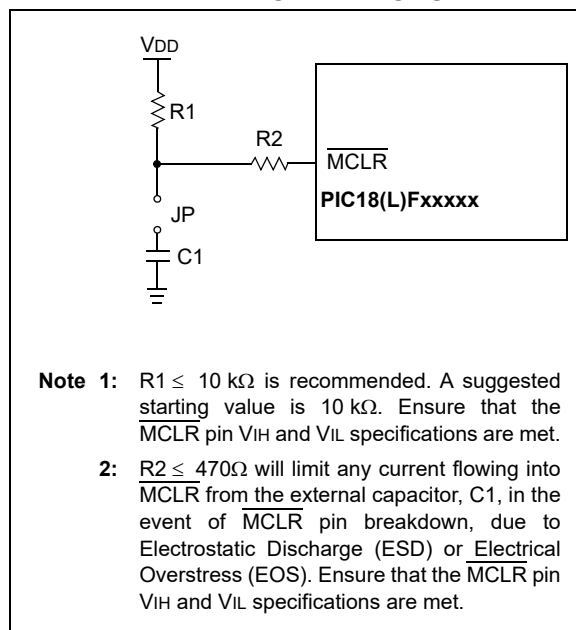 VDD
R1
R2
MCLR
PIC18(L)Fxxxxx
JP
C1
Note 1: R1 ≤ 10 kΩ is recommended. A suggested
starting value is 10 kΩ. Ensure that the
MCLR pin VIH and VIL specifications are met.
2: R2 ≤ 470Ω will limit any current flowing into
MCLR from the external capacitor, C1, in the
event of MCLR pin breakdown, due to
Electrostatic Discharge (ESD) or Electrical
Overstress (EOS). Ensure that the MCLR pin
VIH and VIL specifications are met.